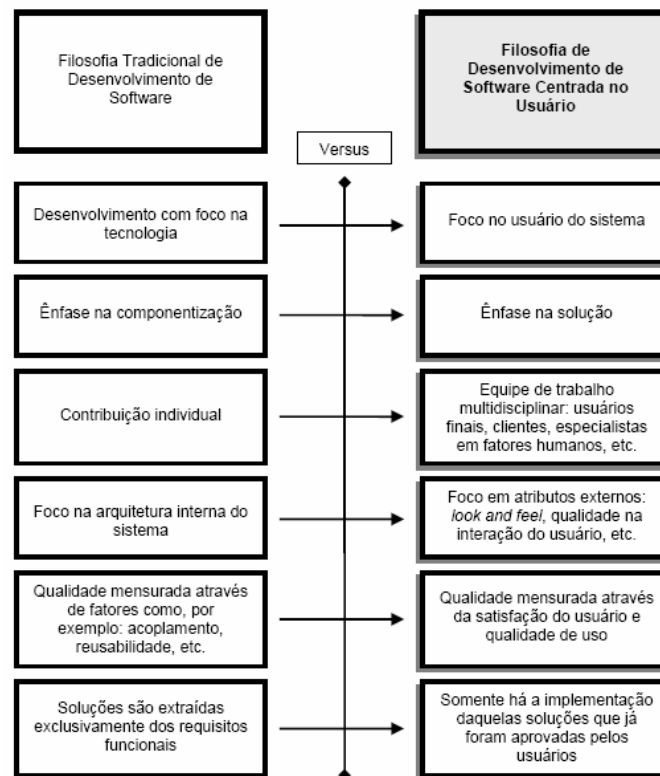 Filosofia Tradicional de
Desenvolvimento de
Software
Filosofia de
Desenvolvimento de
Software Centrada no
Usuário
Versus
Desenvolvimento com foco na
tecnologia
Foco no usuário do sistema
Ênfase na componentização
Ênfase na solução
Contribuição individual
Equipe de trabalho
multidisciplinar: usuários
finais, clientes, especialistas
em fatores humanos, etc.
Foco na arquitetura interna do
sistema
Foco em atributos externos:
look and feel, qualidade na
interação do usuário, etc.
Qualidade mensurada através
de fatores como, por
exemplo: acoplamento,
reusabilidade, etc.
Qualidade mensurada através
da satisfação do usuário e
qualidade de uso
Soluções são extraídas
exclusivamente dos requisitos
funcionais
Somente há a implementação
daquelas soluções que já
foram aprovadas pelos
usuários